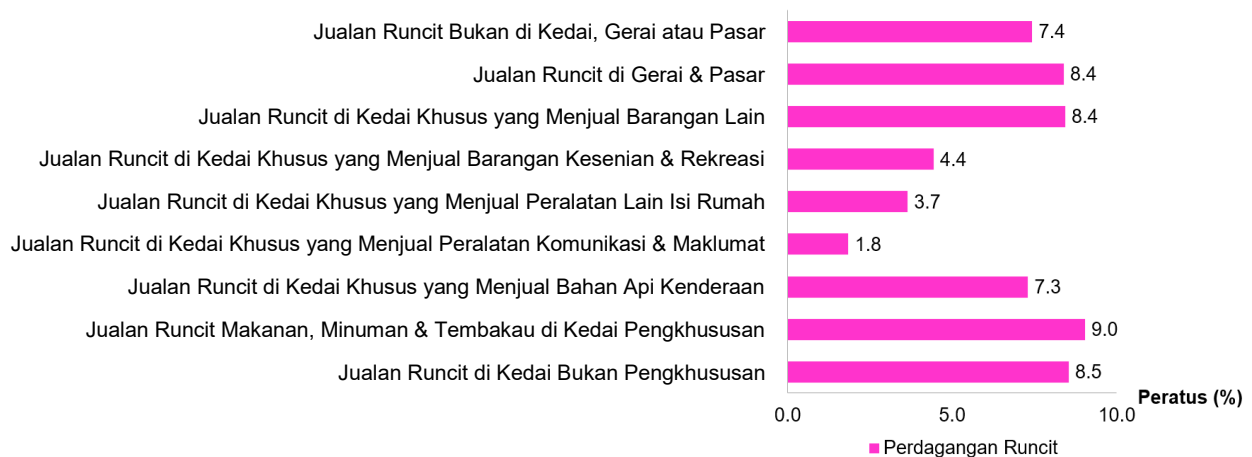 Jualan Runcit Bukan di Kedai, Gerai atau Pasar 7.4
Jualan Runcit di Gerai & Pasar 8.4
Jualan Runcit di Kedai Khusus yang Menjual Barangan Lain 8.4
Jualan Runcit di Kedai Khusus yang Menjual Barangan Kesenian & Rekreasi 4.4
Jualan Runcit di Kedai Khusus yang Menjual Peralatan Lain Isi Rumah 3.7
Jualan Runcit di Kedai Khusus yang Menjual Peralatan Komunikasi & Maklumat 1.8
Jualan Runcit di Kedai Khusus yang Menjual Bahan Api Kenderaan 7.3
Jualan Runcit Makanan, Minuman & Tembakau di Kedai Pengkhususan 9.0
Jualan Runcit di Kedai Bukan Pengkhususan 8.5
Peratus (%)
0.0 5.0 10.0
Perdagangan Runcit